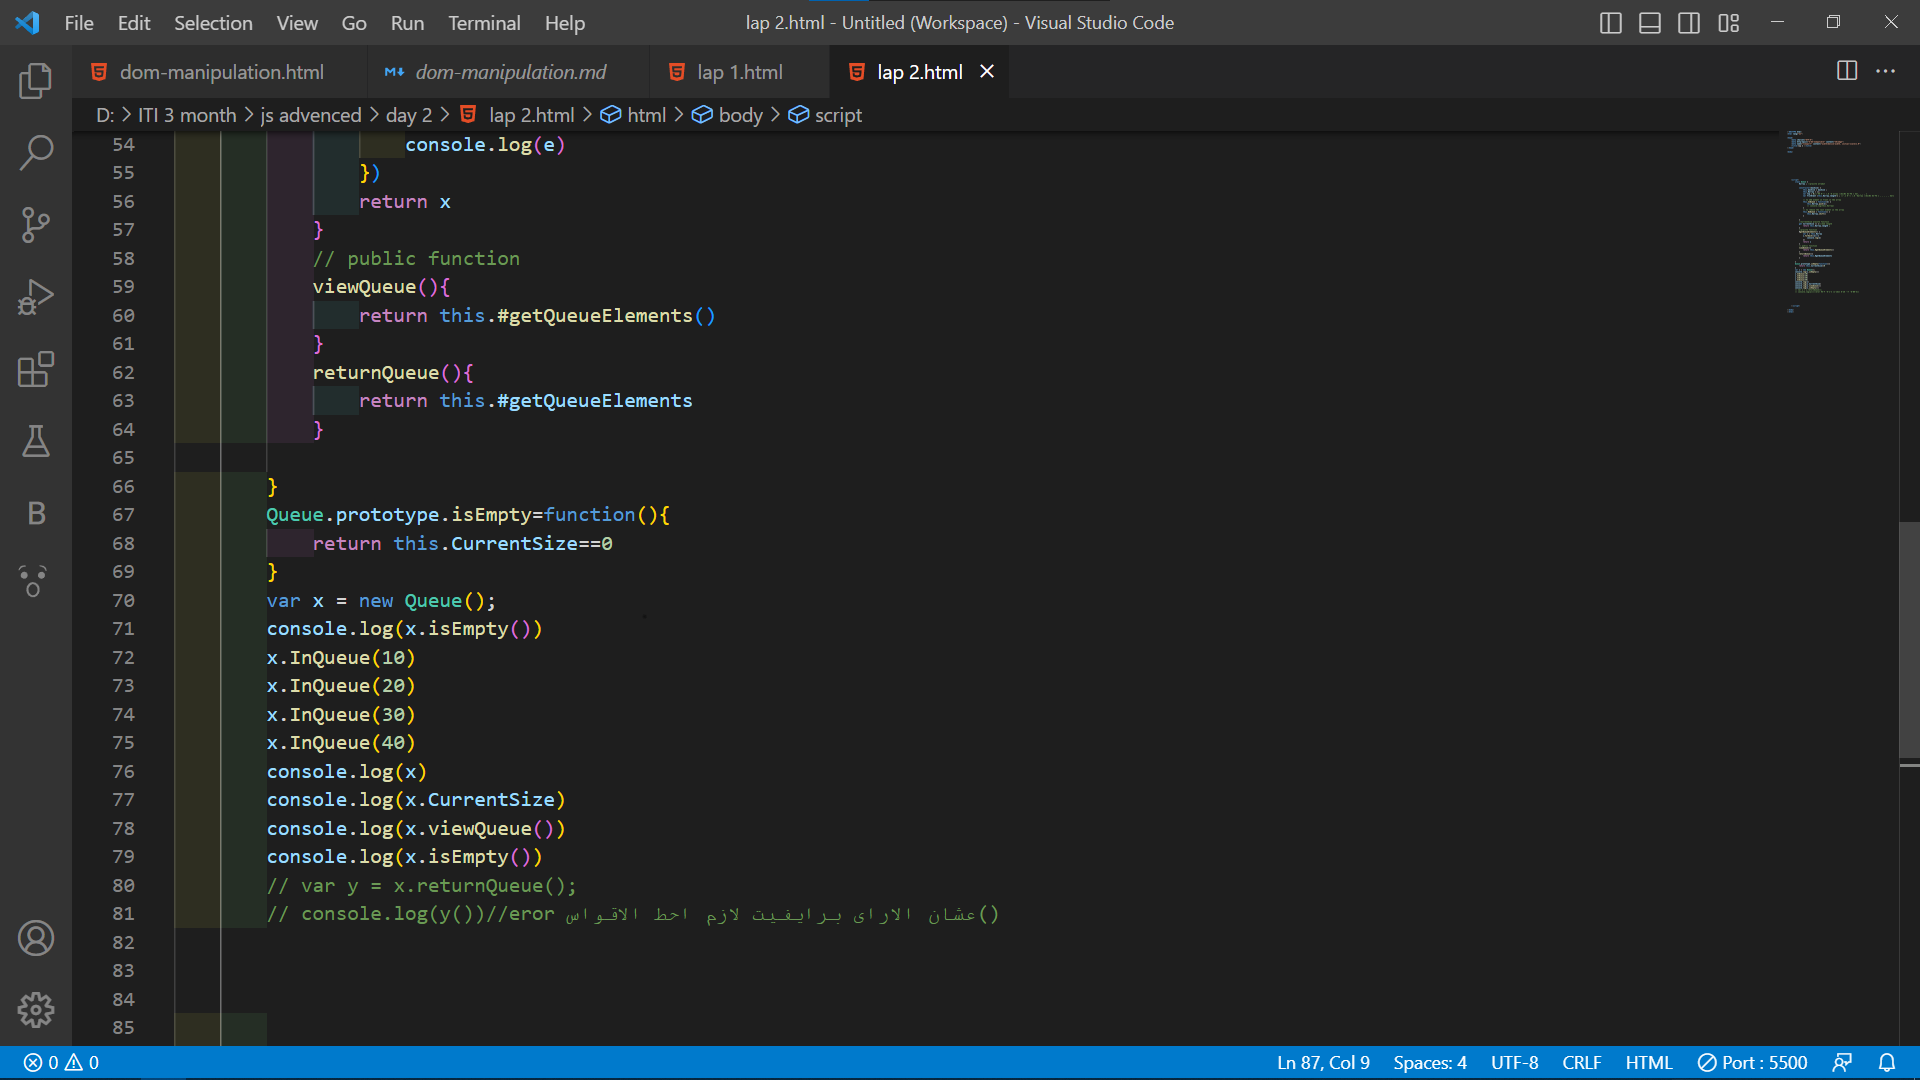 File Edit Selection View Go Run Terminal Help
lap 2.html - Untitled (Workspace) - Visual Studio Code
dom-manipulation.html
dom-manipulation.md
lap 1.html
lap 2.html
D: > ITI 3 month > js advenced > day 2 > lap 2.html > html > body > script
54 console.log(e)
55 })
56 return x
57 }
58 // public function
59 viewQueue(){
60 return this.#getQueueElements()
61 }
62 returnQueue(){
63 return this.#getQueueElements
64 }
65
66 }
67 Queue.prototype.isEmpty=function(){
68 return this.CurrentSize==0
69 }
70 var x = new Queue();
71 console.log(x.isEmpty())
72 x.InQueue(10)
73 x.InQueue(20)
74 x.InQueue(30)
75 x.InQueue(40)
76 console.log(x)
77 console.log(x.CurrentSize)
78 console.log(x.viewQueue())
79 console.log(x.isEmpty())
80 // var y = x.returnQueue();
81 // console.log(y())//eror عشان الاراى برايفيت لازم احط الاقواس()
82
83
84
85
B
0 0
Ln 87, Col 9 Spaces: 4 UTF-8 CRLF HTML Port : 5500